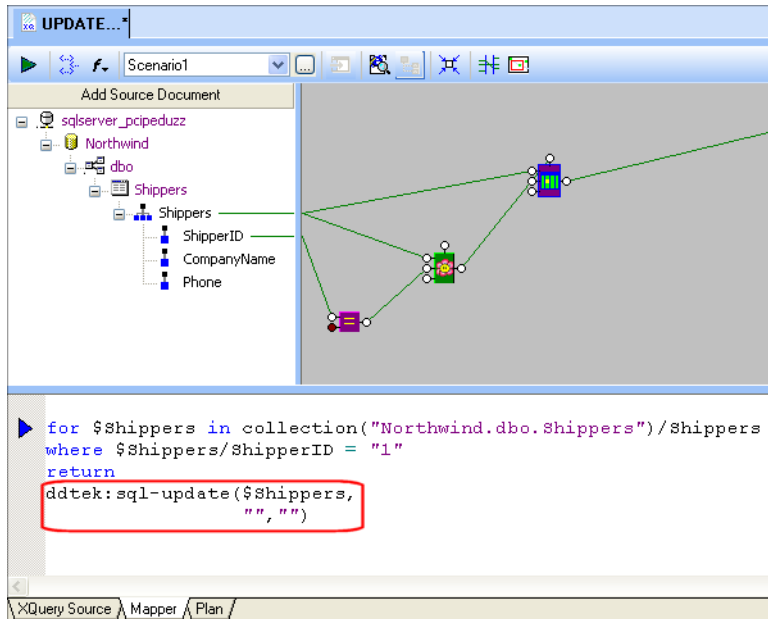 UPDATE...*
Scenario1
Add Source Document
sqlserver_pcipeduzz
Northwind
dbo
Shippers
Shippers
ShipperID
CompanyName
Phone
for $Shippers in collection("Northwind.dbo.Shippers")/Shippers
where $Shippers/ShipperID = "1"
return
ddtek:sql-update($Shippers,
"","")
XQuery Source Mapper Plan